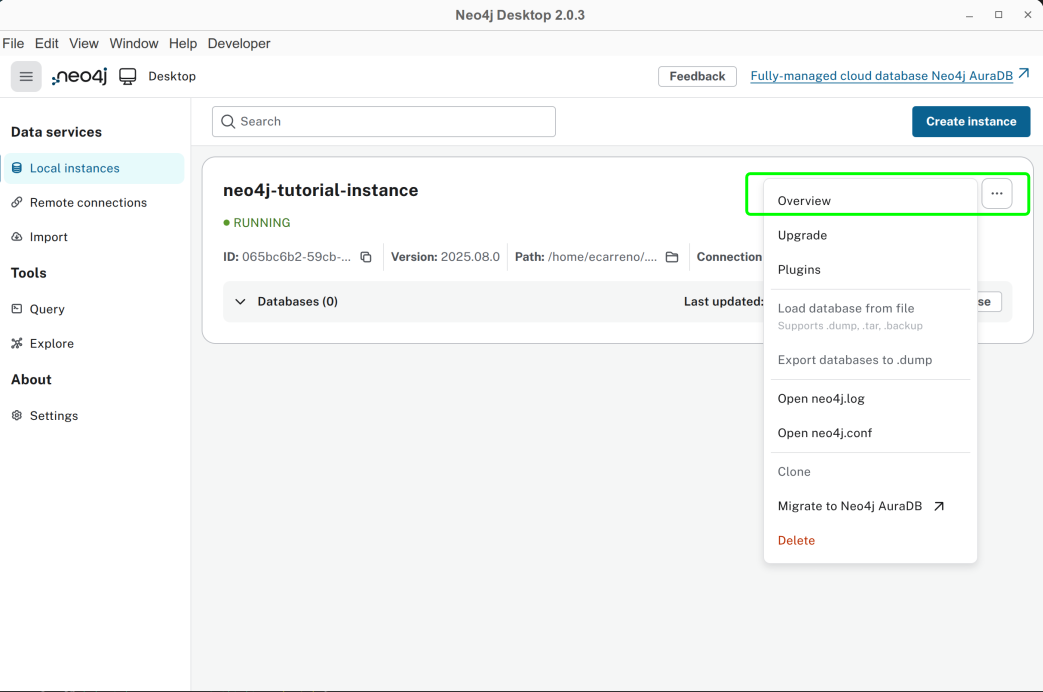 Neo4j Desktop 2.0.3
File Edit View Window Help Developer
:neo4j Desktop Feedback Fully-managed cloud database Neo4j AuraDB
Data services
Local instances
Remote connections
Import
Tools
Query
Explore
About
Settings
Search Create instance
neo4j-tutorial-instance
RUNNING
ID: 065bc6b2-59cb-... Version: 2025.08.0 Path: /home/ecarreno/.... Connection
Databases (0) Last updated: se
Overview ...
Upgrade
Plugins
Load database from file
Supports .dump, .tar, .backup
Export databases to .dump
Open neo4j.log
Open neo4j.conf
Clone
Migrate to Neo4j AuraDB
Delete